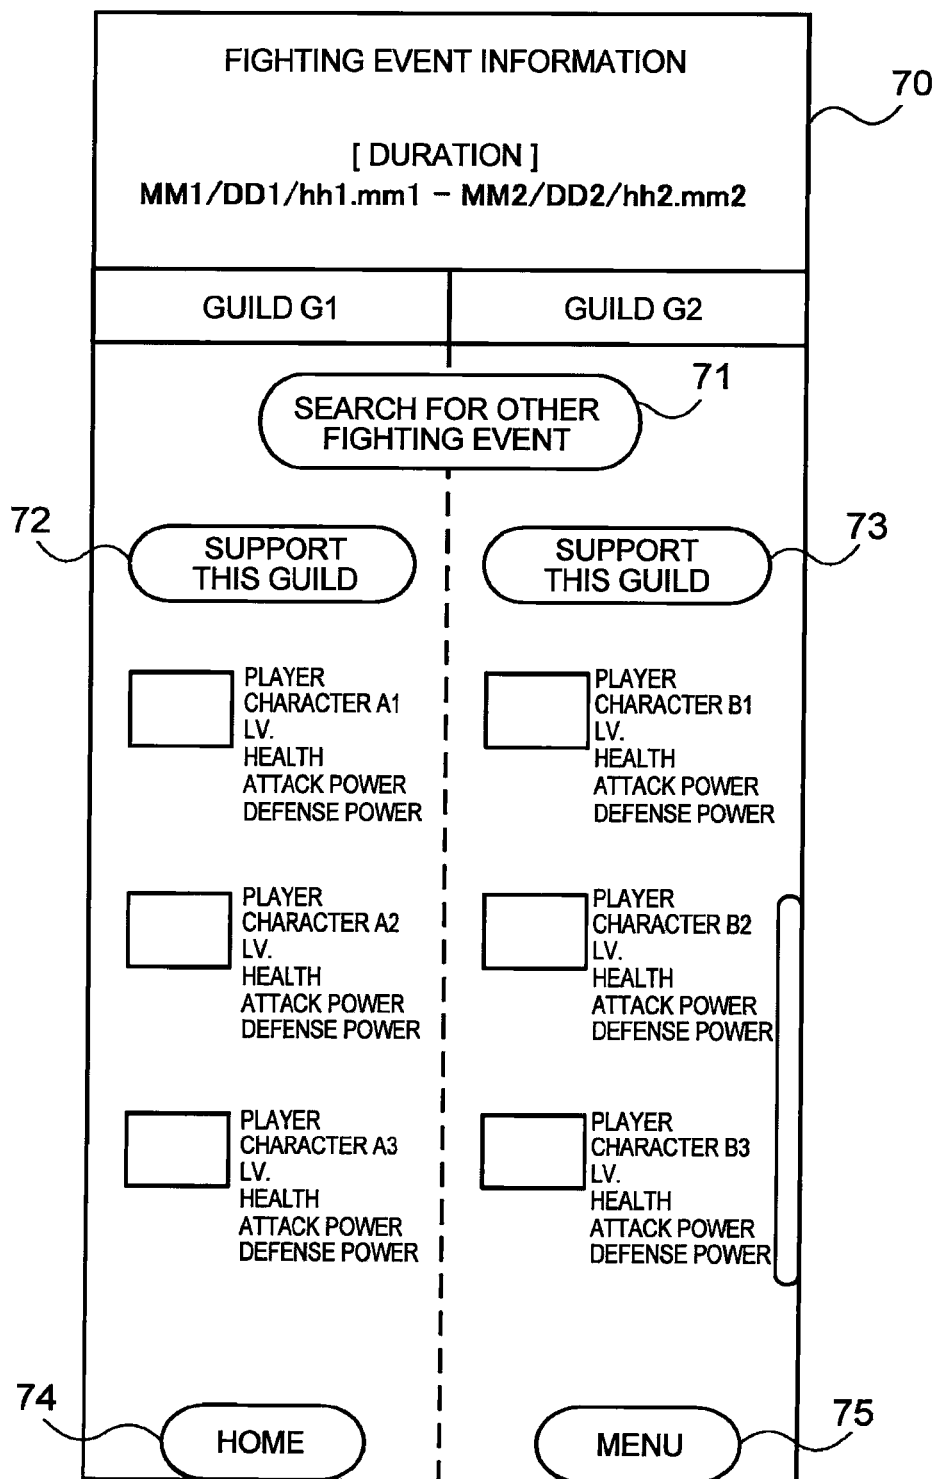 FIGHTING EVENT INFORMATION
70
[ DURATION ]
MM1/DD1/hh1.mm1 – MM2/DD2/hh2.mm2
GUILD G1
GUILD G2
71
SEARCH FOR OTHER
FIGHTING EVENT
72
SUPPORT
THIS GUILD
73
SUPPORT
THIS GUILD
PLAYER
CHARACTER A1
LV.
HEALTH
ATTACK POWER
DEFENSE POWER
PLAYER
CHARACTER B1
LV.
HEALTH
ATTACK POWER
DEFENSE POWER
PLAYER
CHARACTER A2
LV.
HEALTH
ATTACK POWER
DEFENSE POWER
PLAYER
CHARACTER B2
LV.
HEALTH
ATTACK POWER
DEFENSE POWER
PLAYER
CHARACTER A3
LV.
HEALTH
ATTACK POWER
DEFENSE POWER
PLAYER
CHARACTER B3
LV.
HEALTH
ATTACK POWER
DEFENSE POWER
74
HOME
75
MENU